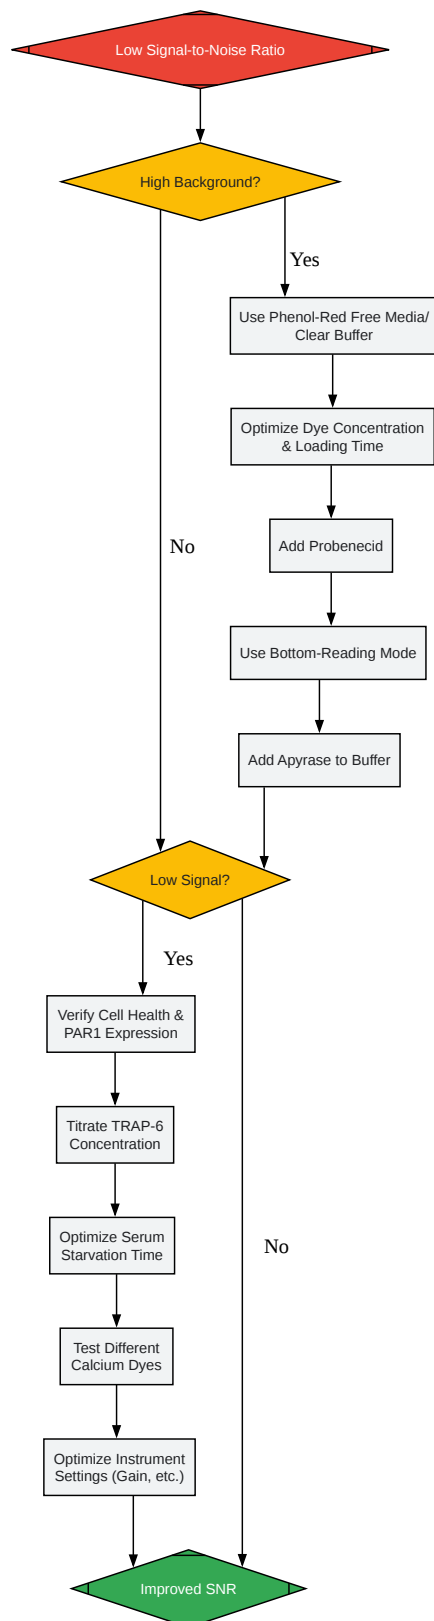 Low Signal-to-Noise Ratio
High Background?
Yes
Use Phenol-Red Free Media/
Clear Buffer
Optimize Dye Concentration
& Loading Time
No
Add Probenecid
Use Bottom-Reading Mode
Add Apyrase to Buffer
Low Signal?
Yes
Verify Cell Health &
PAR1 Expression
Titrate TRAP-6
Concentration
Optimize Serum
Starvation Time
No
Test Different
Calcium Dyes
Optimize Instrument
Settings (Gain, etc.)
Improved SNR